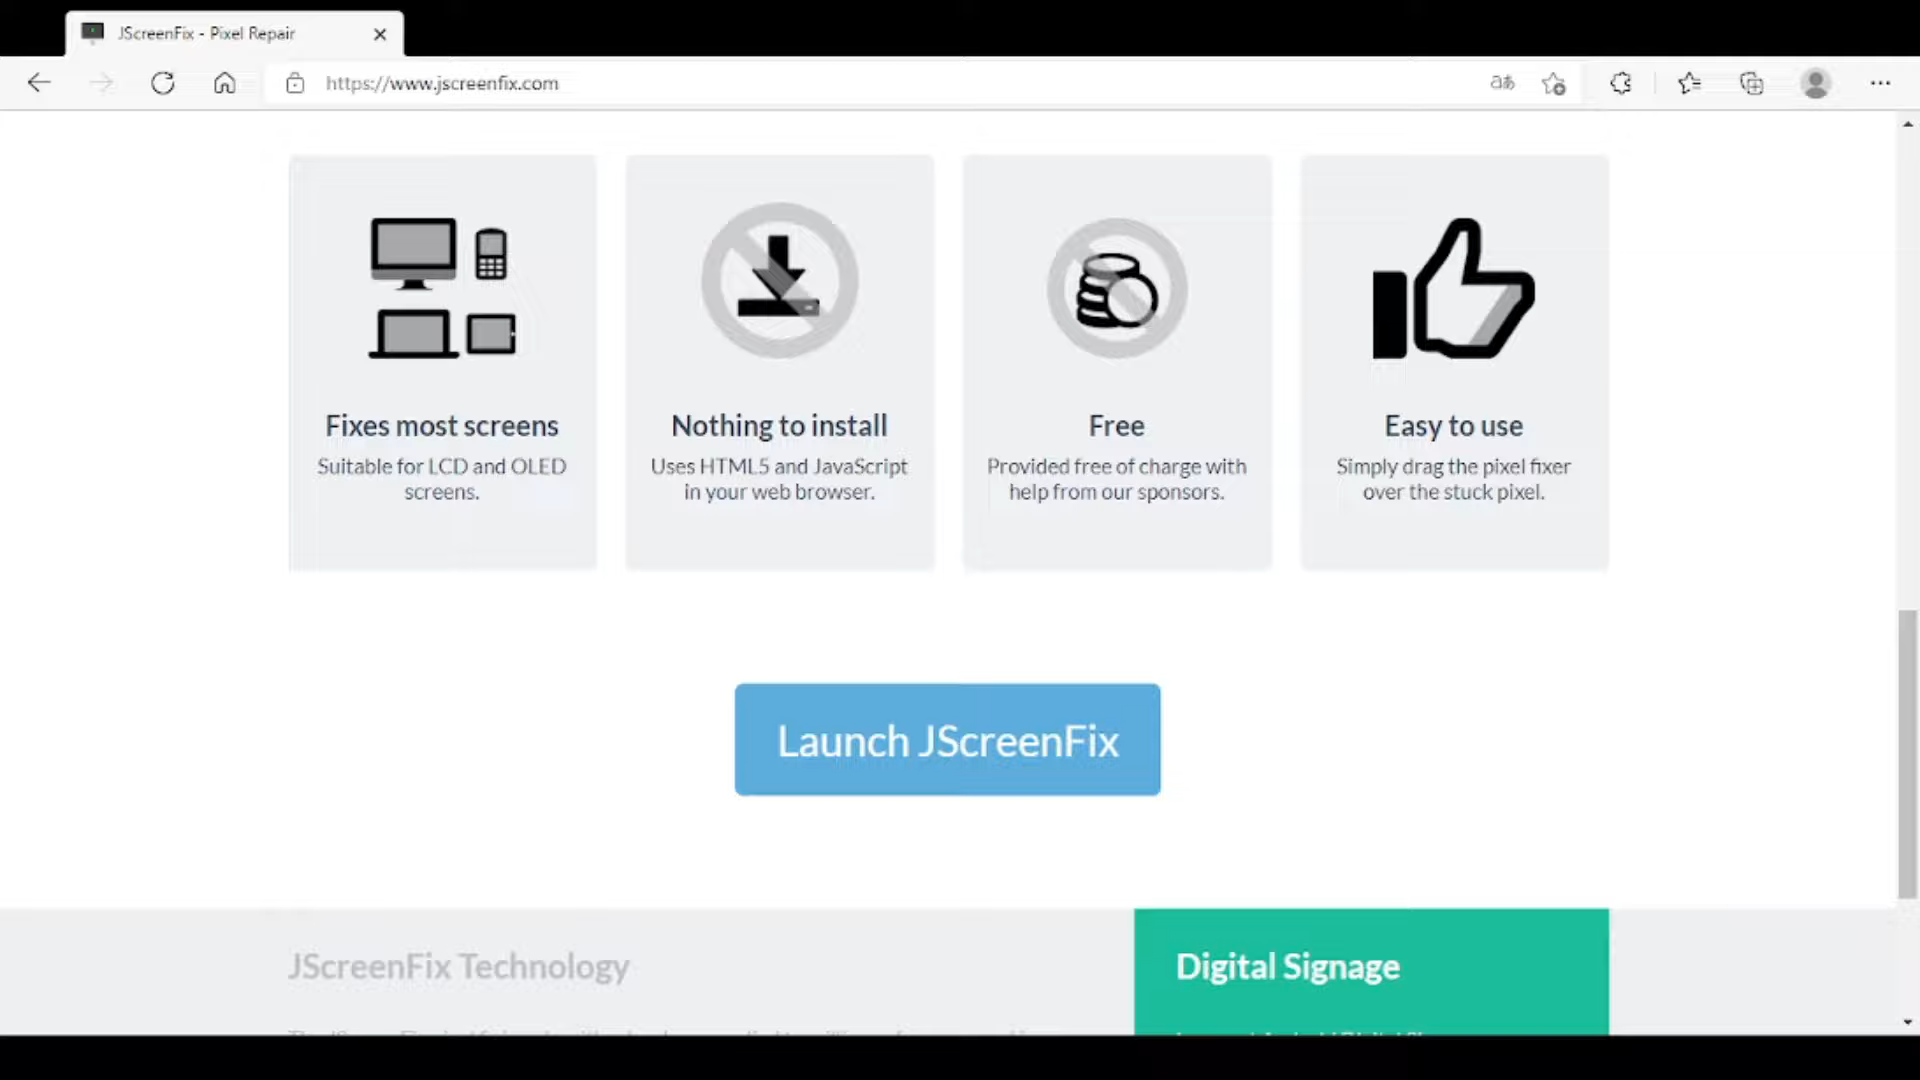 JScreenFix - Pixel Repair
https://www.jscreenfix.com
Fixes most screens
Suitable for LCD and OLED
screens.
Nothing to install
Uses HTML5 and JavaScript
in your web browser.
Free
Provided free of charge with
help from our sponsors.
Easy to use
Simply drag the pixel fixer
over the stuck pixel.
Launch JScreenFix
JScreenFix Technology
Digital Signage